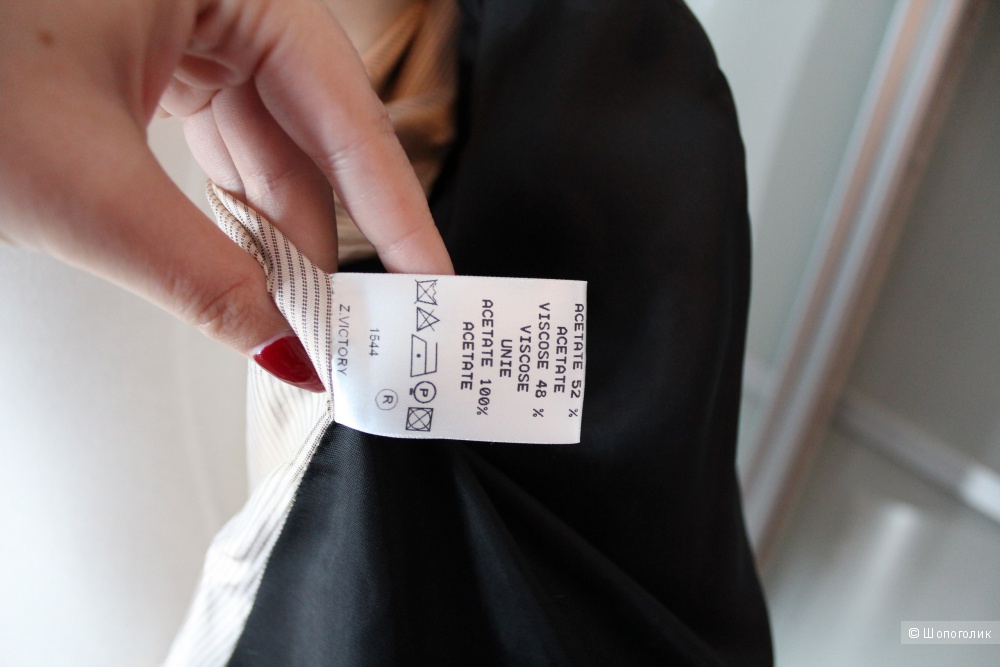 ACETATE 52 %
ACETATE
VISCOSE 48 %
VISCOSE
UNIE
ACETATE 100%
ACETATE
P
R
1544
Z.VICTORY
© Шопоголик